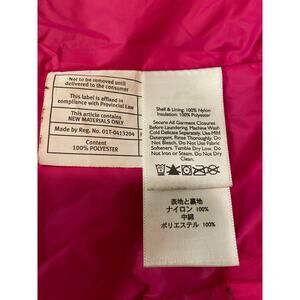 Not to be removed until
delivered to the consumer
This label is affixed in
compliance with Provincial Law
This article contains
NEW MATERIALS ONLY
Made by Reg. No. 01T-0413204
Content
100% POLYESTER
Shell & Lining: 100% Nylon
Insulation: 100% Polyester
Secure All Garment Closures
Before Laundering. Machine Wash
Cold Delicate Separately. Use Mild
Detergent, Rinse Thoroughly. Do
Not Bleach. Do Not Use Fabric
Softeners. Tumble Dry Low. Do
Not Iron or Steam. Do Not Dry
Clean.
表地と裏地
ナイロン 100%
中綿
ポリエステル 100%